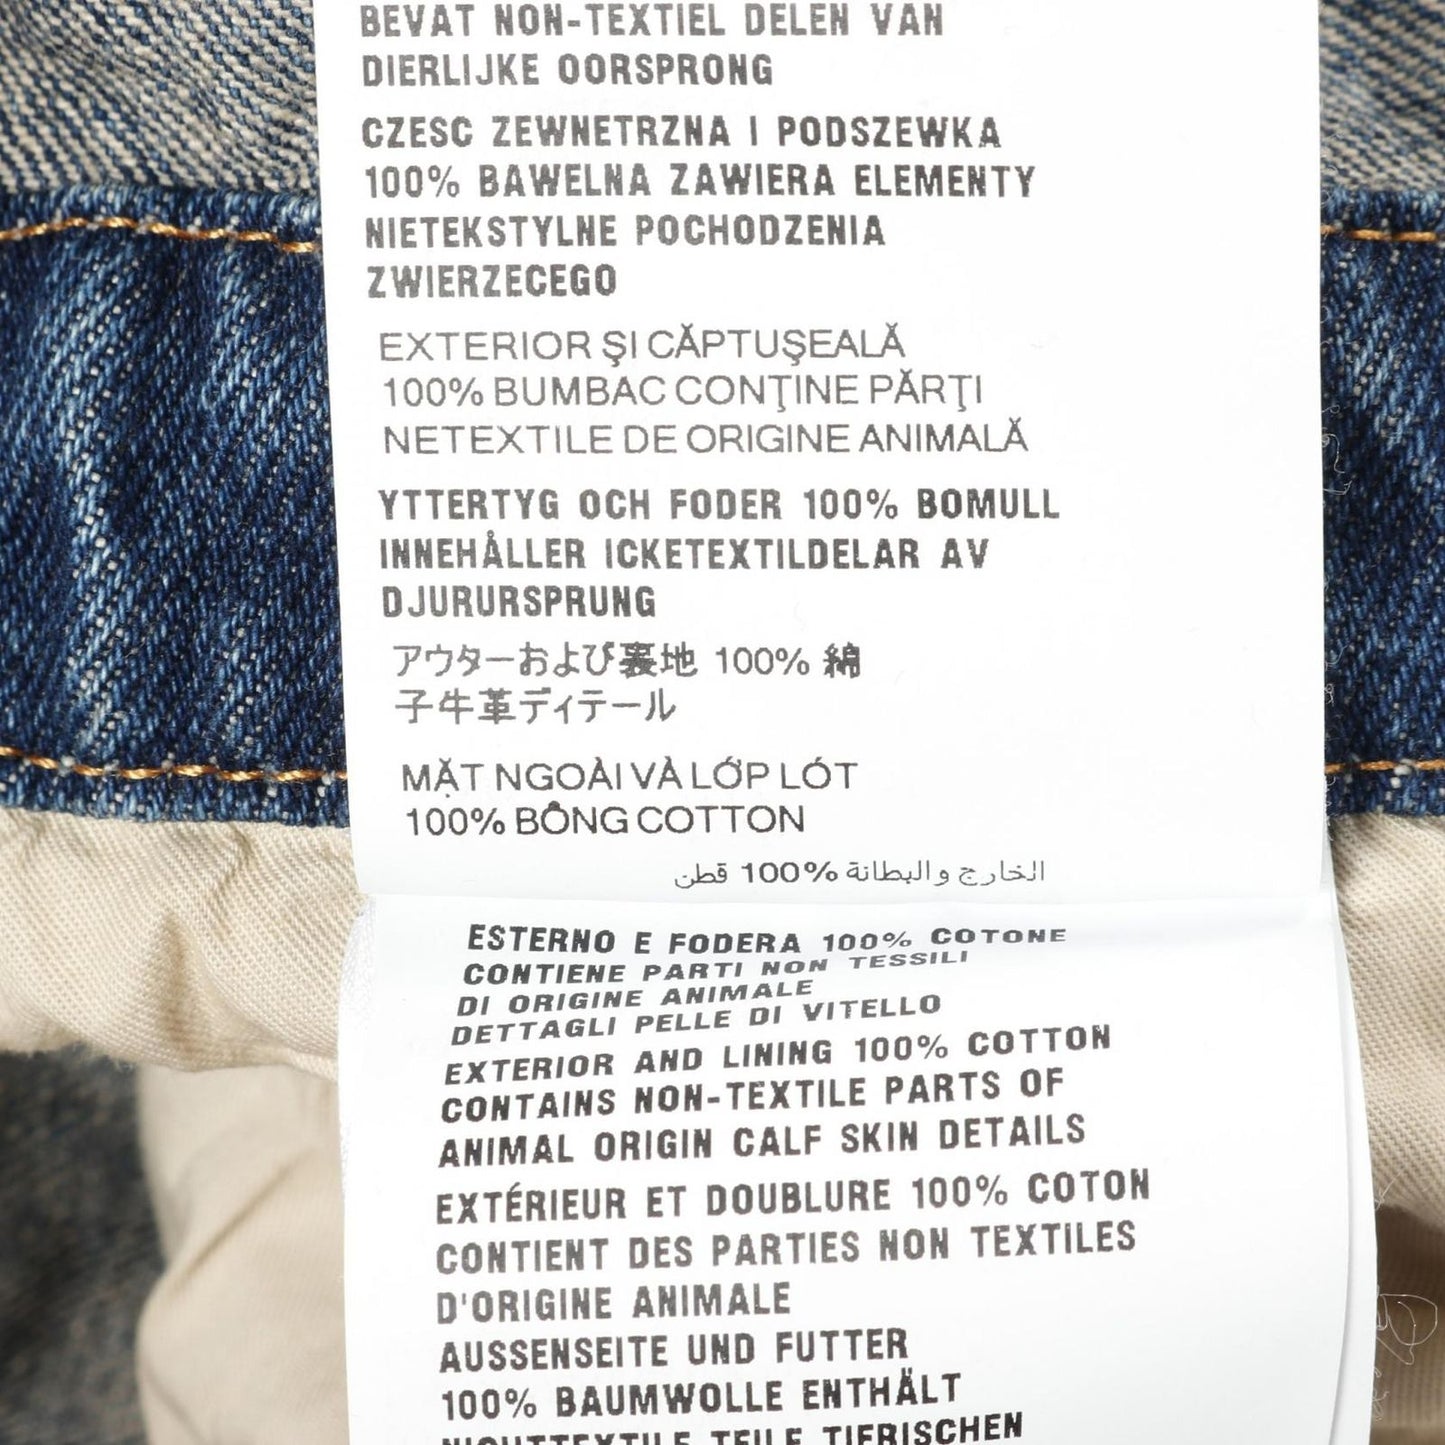 BEVAT NON-TEXTIEL DELEN VAN
DIERLIJKE OORSPRONG
CZESC ZEWNETRZNA I PODSZEWKA
100% BAWELNA ZAWIERA ELEMENTY
NIETEKSTYLNE POCHODZENIA
ZWIERZECEGO
EXTERIOR ŞI CĂPTUŞEALĂ
100% BUMBAC CONŢINE PĂRŢI
NETEXTILE DE ORIGINE ANIMALĂ
YTTERTYG OCH FODER 100% BOMULL
INNEHÅLLER ICKETEXTILDELAR AV
DJURURSPRUNG
アウターおよび裏地 100% 綿
子牛革ディテール
MẶT NGOÀI VÀ LỚP LÓT
100% BÔNG COTTON
الخارج والبطانة %100 قطن
ESTERNO E FODERA 100% COTONE
CONTIENE PARTI NON TESSILI
DI ORIGINE ANIMALE
DETTAGLI PELLE DI VITELLO
EXTERIOR AND LINING 100% COTTON
CONTAINS NON-TEXTILE PARTS OF
ANIMAL ORIGIN CALF SKIN DETAILS
EXTÉRIEUR ET DOUBLURE 100% COTON
CONTIENT DES PARTIES NON TEXTILES
D'ORIGINE ANIMALE
AUSSENSEITE UND FUTTER
100% BAUMWOLLE ENTHÄLT
NICHTTEXTILE TEILE TIERISCHEN